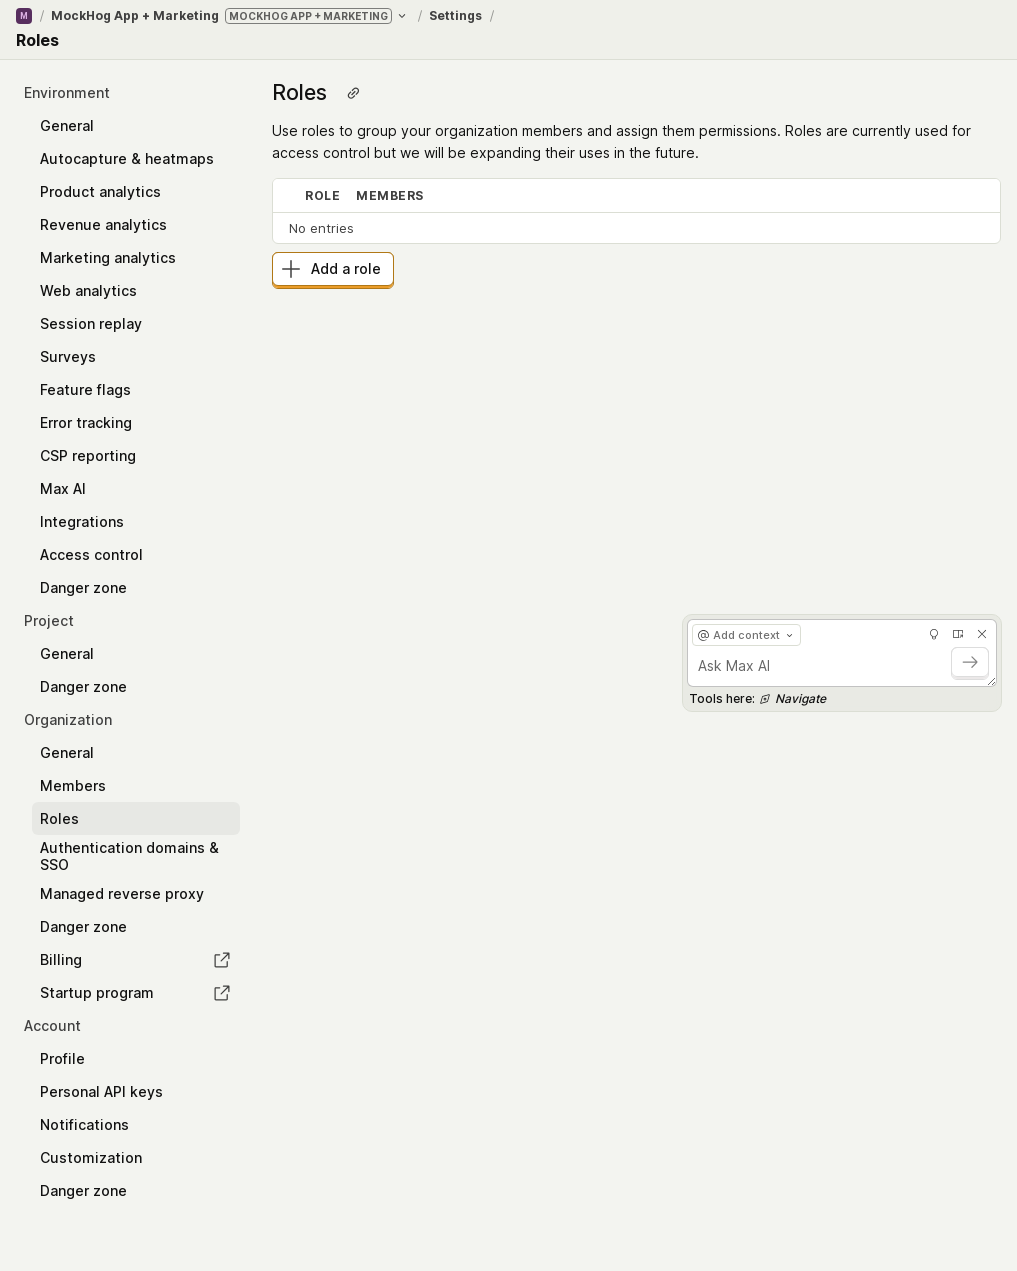 M / MockHog App + Marketing MOCKHOG APP + MARKETING / Settings /
Roles
Environment
General
Autocapture & heatmaps
Product analytics
Revenue analytics
Marketing analytics
Web analytics
Session replay
Surveys
Feature flags
Error tracking
CSP reporting
Max AI
Integrations
Access control
Danger zone
Project
General
Danger zone
Organization
General
Members
Roles
Authentication domains &
SSO
Managed reverse proxy
Danger zone
Billing
Startup program
Account
Profile
Personal API keys
Notifications
Customization
Danger zone
Roles
Use roles to group your organization members and assign them permissions. Roles are currently used for
access control but we will be expanding their uses in the future.
ROLE MEMBERS
No entries
Add a role
@ Add context
Ask Max AI
Tools here: Navigate